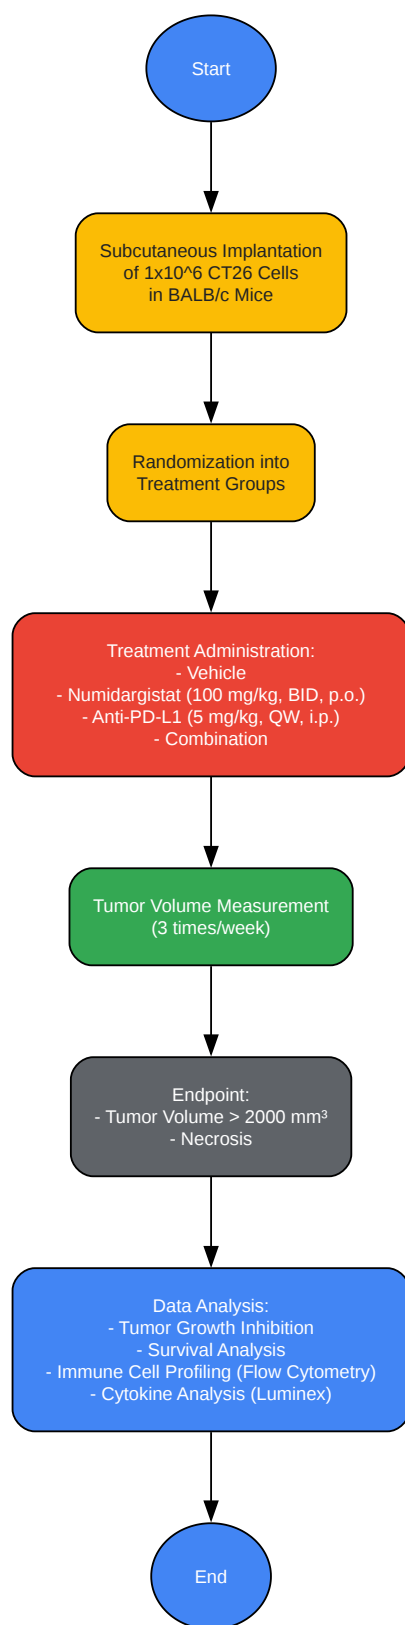 Start
Subcutaneous Implantation
of 1x10^6 CT26 Cells
in BALB/c Mice
Randomization into
Treatment Groups
Treatment Administration:
- Vehicle
- Numidargistat (100 mg/kg, BID, p.o.)
- Anti-PD-L1 (5 mg/kg, QW, i.p.)
- Combination
Tumor Volume Measurement
(3 times/week)
Endpoint:
- Tumor Volume > 2000 mm³
- Necrosis
Data Analysis:
- Tumor Growth Inhibition
- Survival Analysis
- Immune Cell Profiling (Flow Cytometry)
- Cytokine Analysis (Luminex)
End